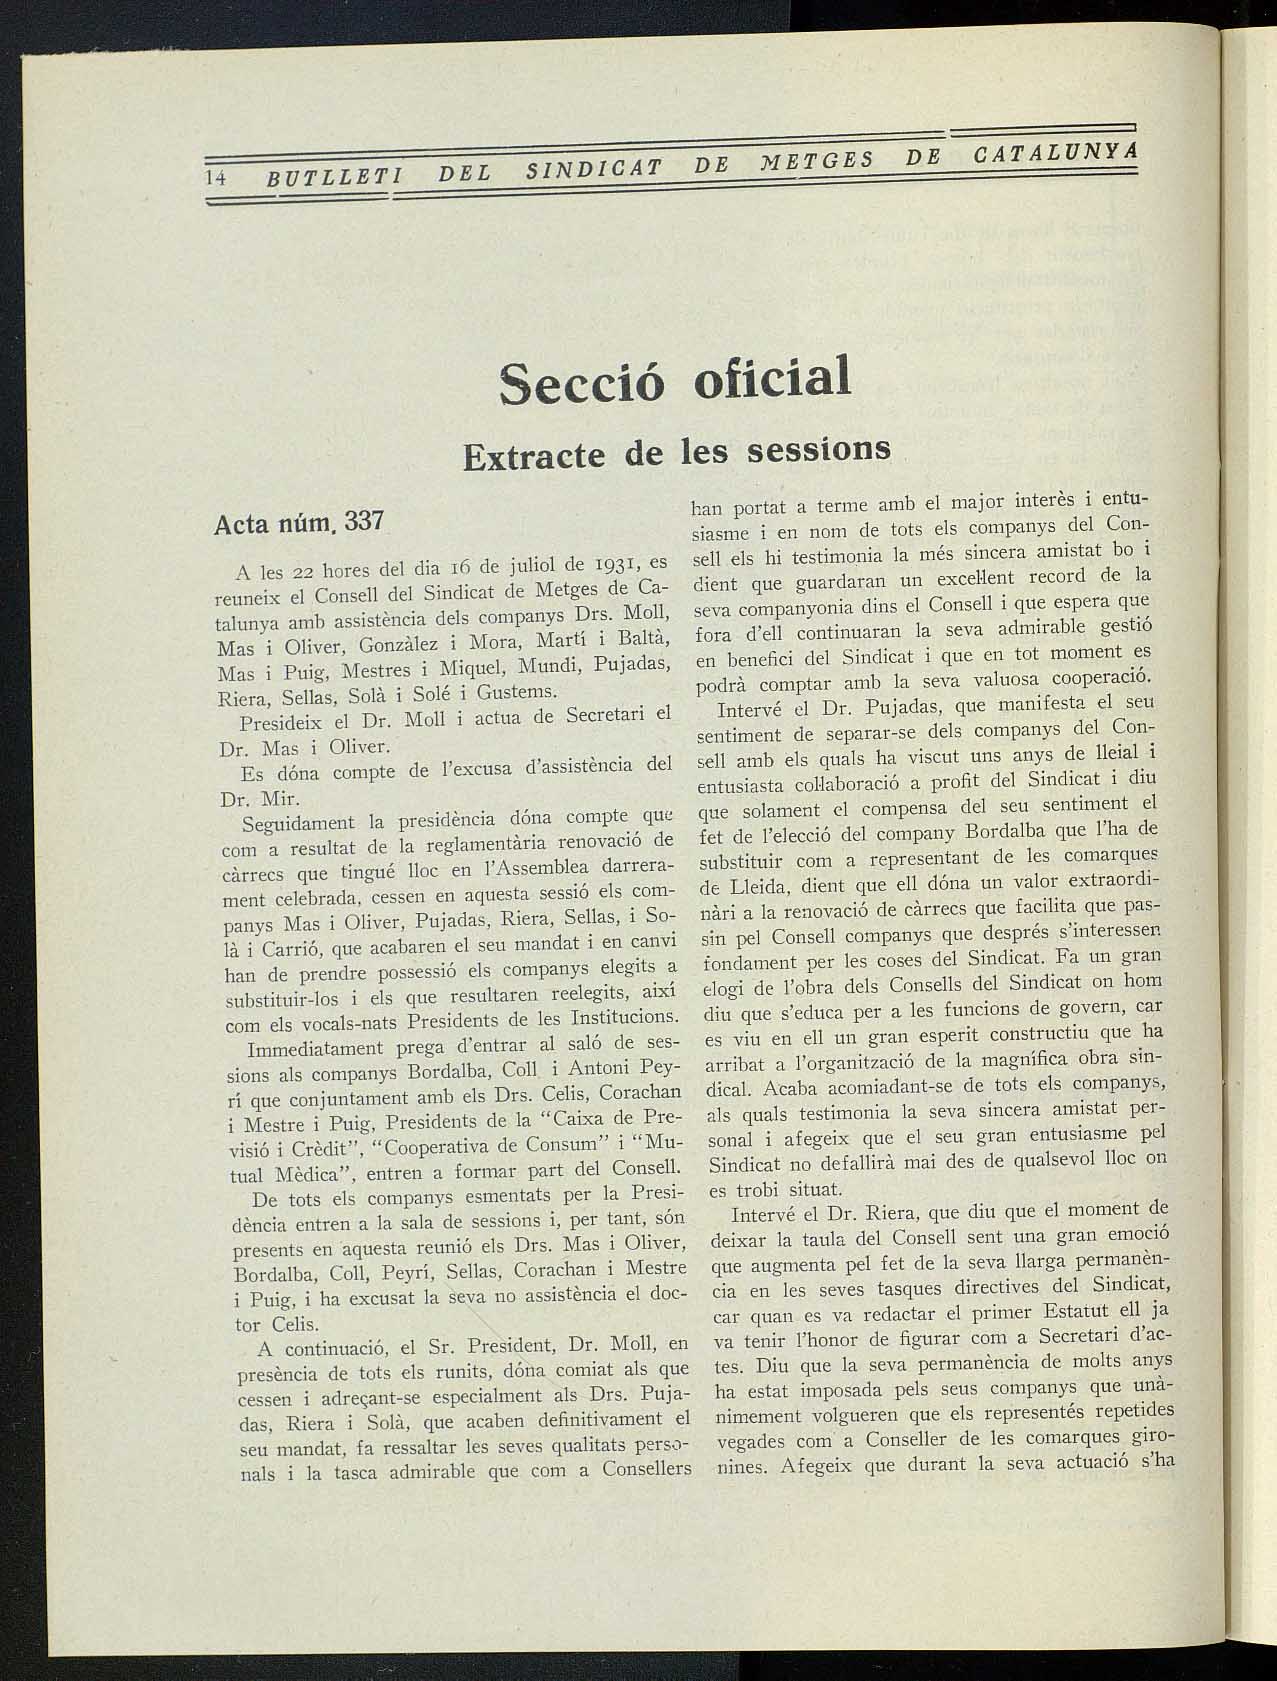 14 BUTLLETI DEL SINDICAT DE METGES DE CATALUNYA
Secció oficial
Extracte de les sessions
Acta núm. 337
A les 22 hores del dia 16 de juliol de 1931, es
reuneix el Consell del Sindicat de Metges de Ca-
talunya amb assistència dels companys Drs. Moll,
Mas i Oliver, Gonzàlez i Mora, Martí i Baltà,
Mas i Puig, Mestres i Miquel, Mundi, Pujadas,
Riera, Sellas, Solà i Solé i Gustems.
Presideix el Dr. Moll i actua de Secretari el
Dr. Mas i Oliver.
Es dóna compte de l'excusa d'assistència del
Dr. Mir.
Seguidament la presidència dóna compte que
com a resultat de la reglamentària renovació de
càrrecs que tingué lloc en l'Assemblea darrera-
ment celebrada, cessen en aquesta sessió els com-
panys Mas i Oliver, Pujadas, Riera, Sellas, i So-
là i Carrió, que acabaren el seu mandat i en canvi
han de prendre possessió els companys elegits a
substituir-los i els que resultaren reelegits, així
com els vocals-nats Presidents de les Institucions.
Immediatament prega d'entrar al saló de ses-
sions als companys Bordalba, Coll i Antoni Pey-
rí que conjuntament amb els Drs. Celis, Corachan
i Mestre i Puig, Presidents de la "Caixa de Pre-
visió i Crèdit", "Cooperativa de Consum" i "Mu-
tual Mèdica", entren a formar part del Consell.
De tots els companys esmentats per la Presi-
dència entren a la sala de sessions i, per tant, són
presents en aquesta reunió els Drs. Mas i Oliver,
Bordalba, Coll, Peyrí, Sellas, Corachan i Mestre
i Puig, i ha excusat la seva no assistència el doc-
tor Celis.
A continuació, el Sr. President, Dr. Moll, en
presència de tots els runits, dóna comiat als que
cessen i adreçant-se especialment als Drs. Puja-
das, Riera i Solà, que acaben definitivament el
seu mandat, fa ressaltar les seves qualitats perso-
nals i la tasca admirable que com a Consellers
han portat a terme amb el major interès i entu-
siasme i en nom de tots els companys del Con-
sell els hi testimonia la més sincera amistat bo i
dient que guardaran un excel·lent record de la
seva companyonia dins el Consell i que espera que
fora d'ell continuaran la seva admirable gestió
en benefici del Sindicat i que en tot moment es
podrà comptar amb la seva valuosa cooperació.
Intervé el Dr. Pujadas, que manifesta el seu
sentiment de separar-se dels companys del Con-
sell amb els quals ha viscut uns anys de lleial i
entusiasta col·laboració a profit del Sindicat i diu
que solament el compensa del seu sentiment el
fet de l'elecció del company Bordalba que l'ha de
substituir com a representant de les comarques
de Lleida, dient que ell dóna un valor extraordi-
nàri a la renovació de càrrecs que facilita que pas-
sin pel Consell companys que després s'interessen
fondament per les coses del Sindicat. Fa un gran
elogi de l'obra dels Consells del Sindicat on hom
diu que s'educa per a les funcions de govern, car
es viu en ell un gran esperit constructiu que ha
arribat a l'organització de la magnífica obra sin-
dical. Acaba acomiadant-se de tots els companys,
als quals testimonia la seva sincera amistat per-
sonal i afegeix que el seu gran entusiasme pel
Sindicat no defallirà mai des de qualsevol lloc on
es trobi situat.
Intervé el Dr. Riera, que diu que el moment de
deixar la taula del Consell sent una gran emoció
que augmenta pel fet de la seva llarga permanèn-
cia en les seves tasques directives del Sindicat,
car quan es va redactar el primer Estatut ell ja
va tenir l'honor de figurar com a Secretari d'ac-
tes. Diu que la seva permanència de molts anys
ha estat imposada pels seus companys que unà-
nimement volgueren que els representés repetides
vegades com a Conseller de les comarques giro-
nines. Afegeix que durant la seva actuació s'ha